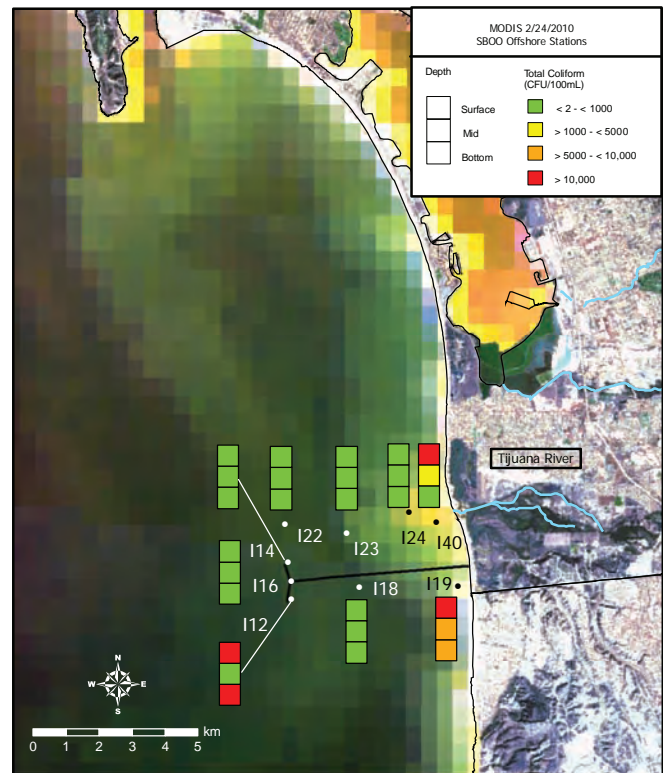 MODIS 2/24/2010
SBOO Offshore Stations
Depth
Surface
Mid
Bottom
Total Coliform
(CFU/100mL)
< 2 - < 1000
> 1000 - < 5000
> 5000 - < 10,000
> 10,000
Tijuana River
I22
I23
I24
I40
I14
I16
I18
I19
I12
N
W
E
S
km
0 1 2 3 4 5